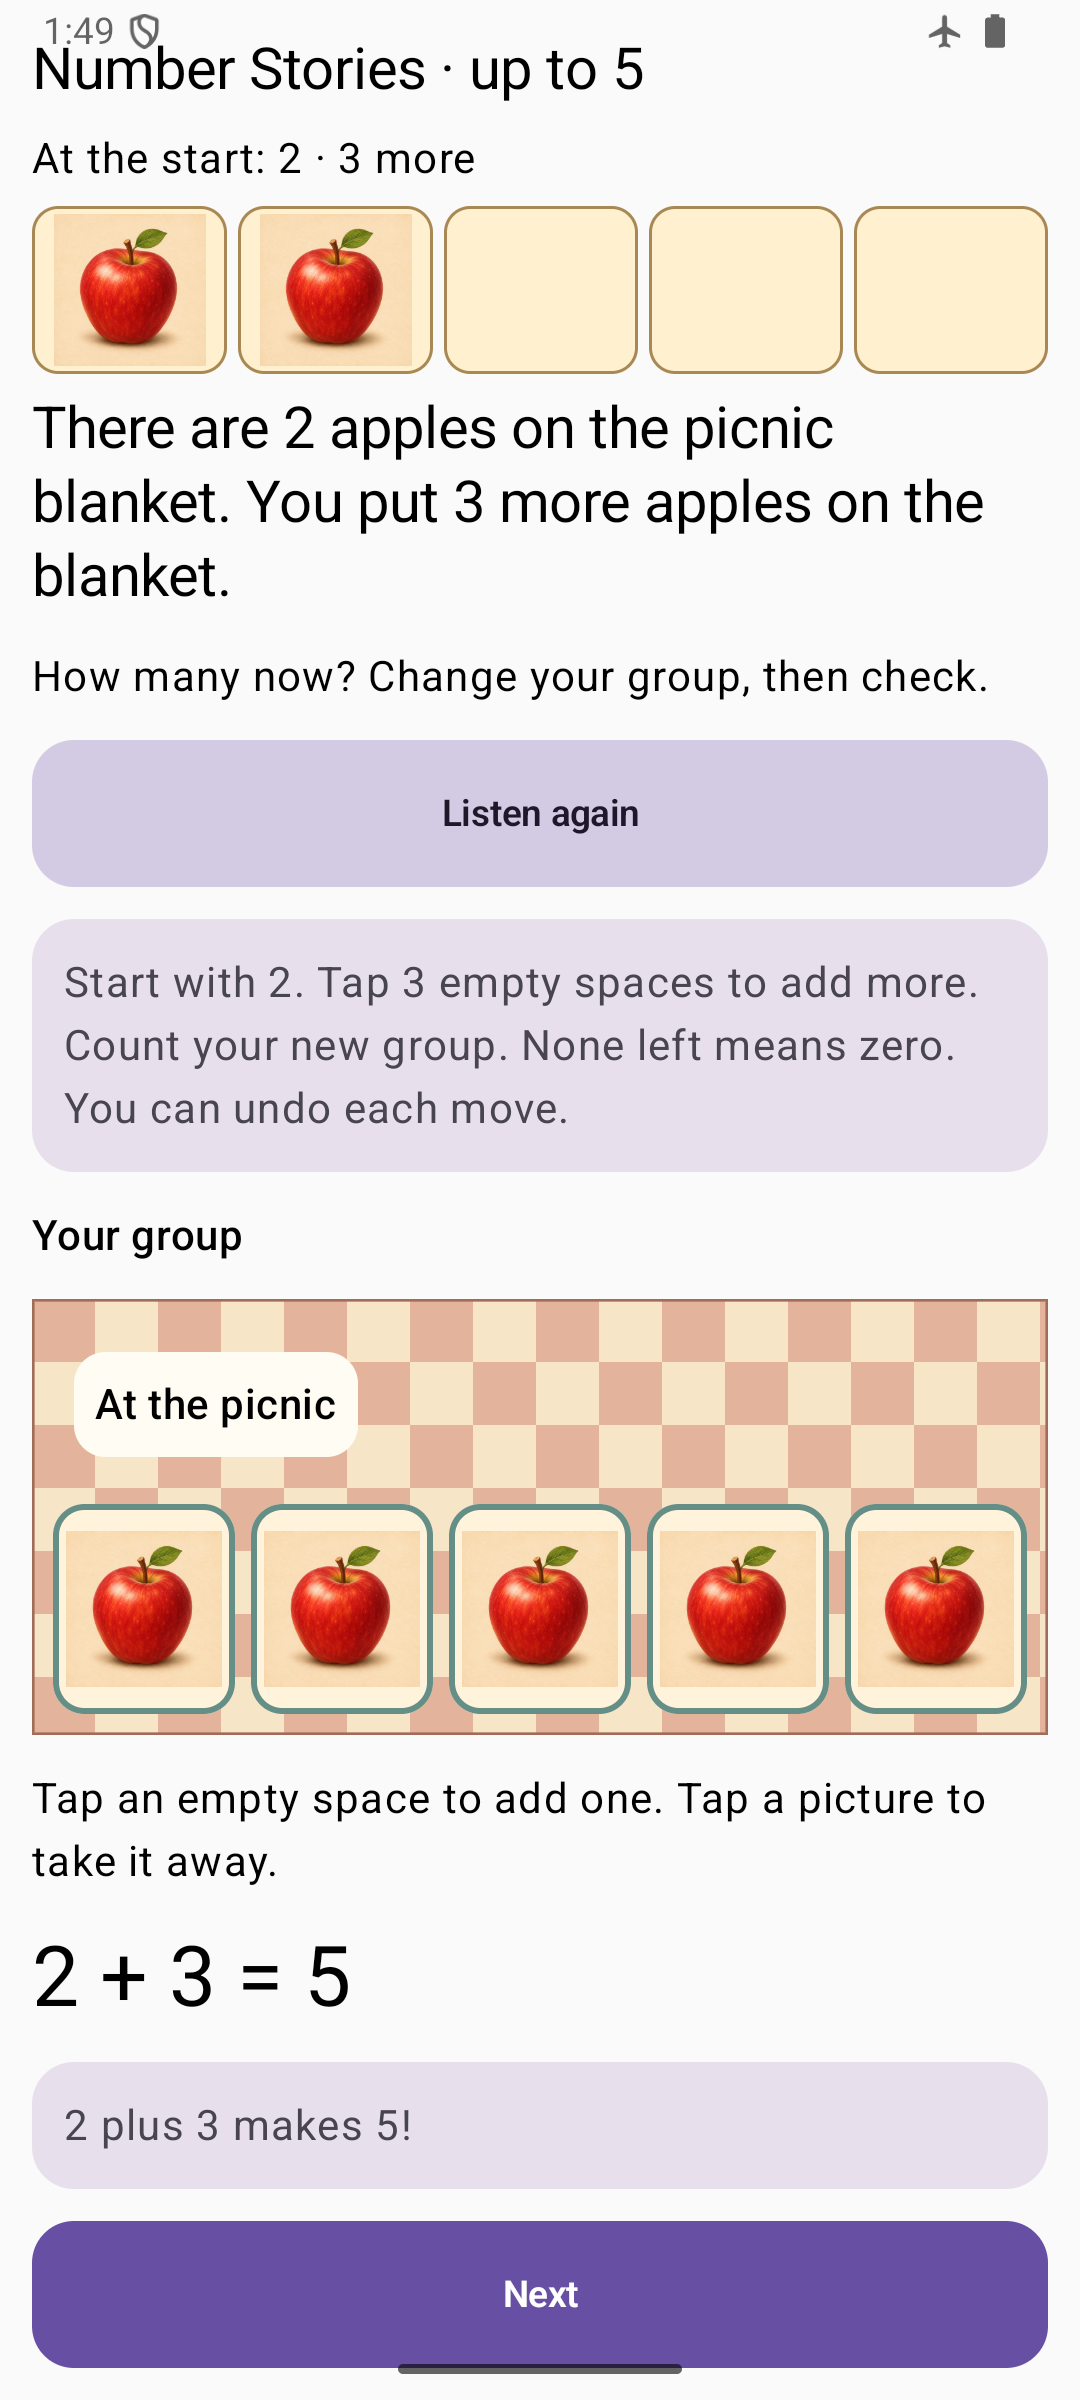 1:49
Number Stories · up to 5
At the start: 2 · 3 more
There are 2 apples on the picnic
blanket. You put 3 more apples on the
blanket.
How many now? Change your group, then check.
Listen again
Start with 2. Tap 3 empty spaces to add more.
Count your new group. None left means zero.
You can undo each move.
Your group
At the picnic
Tap an empty space to add one. Tap a picture to
take it away.
2 + 3 = 5
2 plus 3 makes 5!
Next